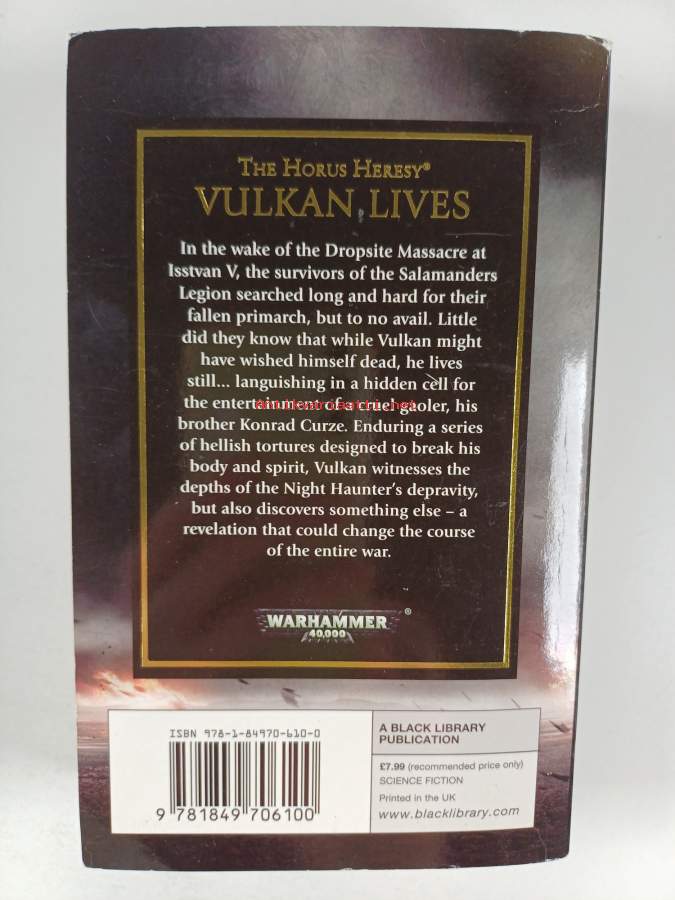 THE HORUS HERESY®
VULKAN LIVES
In the wake of the Dropsite Massacre at
Isstvan V, the survivors of the Salamanders
Legion searched long and hard for their
fallen primarch, but to no avail. Little
did they know that while Vulkan might
have wished himself dead, he lives
still... languishing in a hidden cell for
the entertainment of a cruel gaoler, his
brother Konrad Curze. Enduring a series
of hellish tortures designed to break his
body and spirit, Vulkan witnesses the
depths of the Night Haunter's depravity,
but also discovers something else – a
revelation that could change the course
of the entire war.
WARHAMMER®
40,000
ISBN 978-1-84970-610-0
9 781849 706100
A BLACK LIBRARY
PUBLICATION
£7.99 (recommended price only)
SCIENCE FICTION
Printed in the UK
www.blacklibrary.com